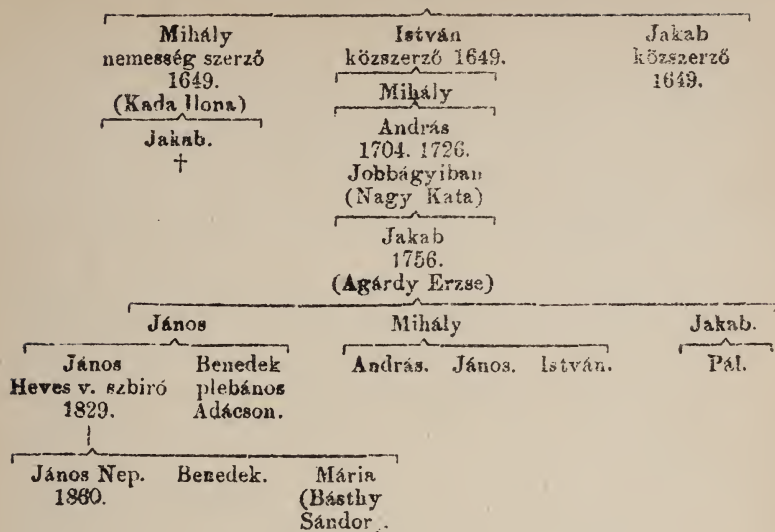 Mihály István Jakab
nemesség szerző közszerző 1649. közszerző
1649. 1649.
(Kada Ilona) Mihály
Jakab. András
† 1704. 1726.
Jobbágyiban
(Nagy Kata)
Jakab
1756.
(Agárdy Erzse)
János Mihály Jakab.
János Benedek András. János. István. Pál.
Heves v. szbiró plebános
1829. Adácson.
János Nep. Benedek. Mária
1860. (Básthy
Sándor.